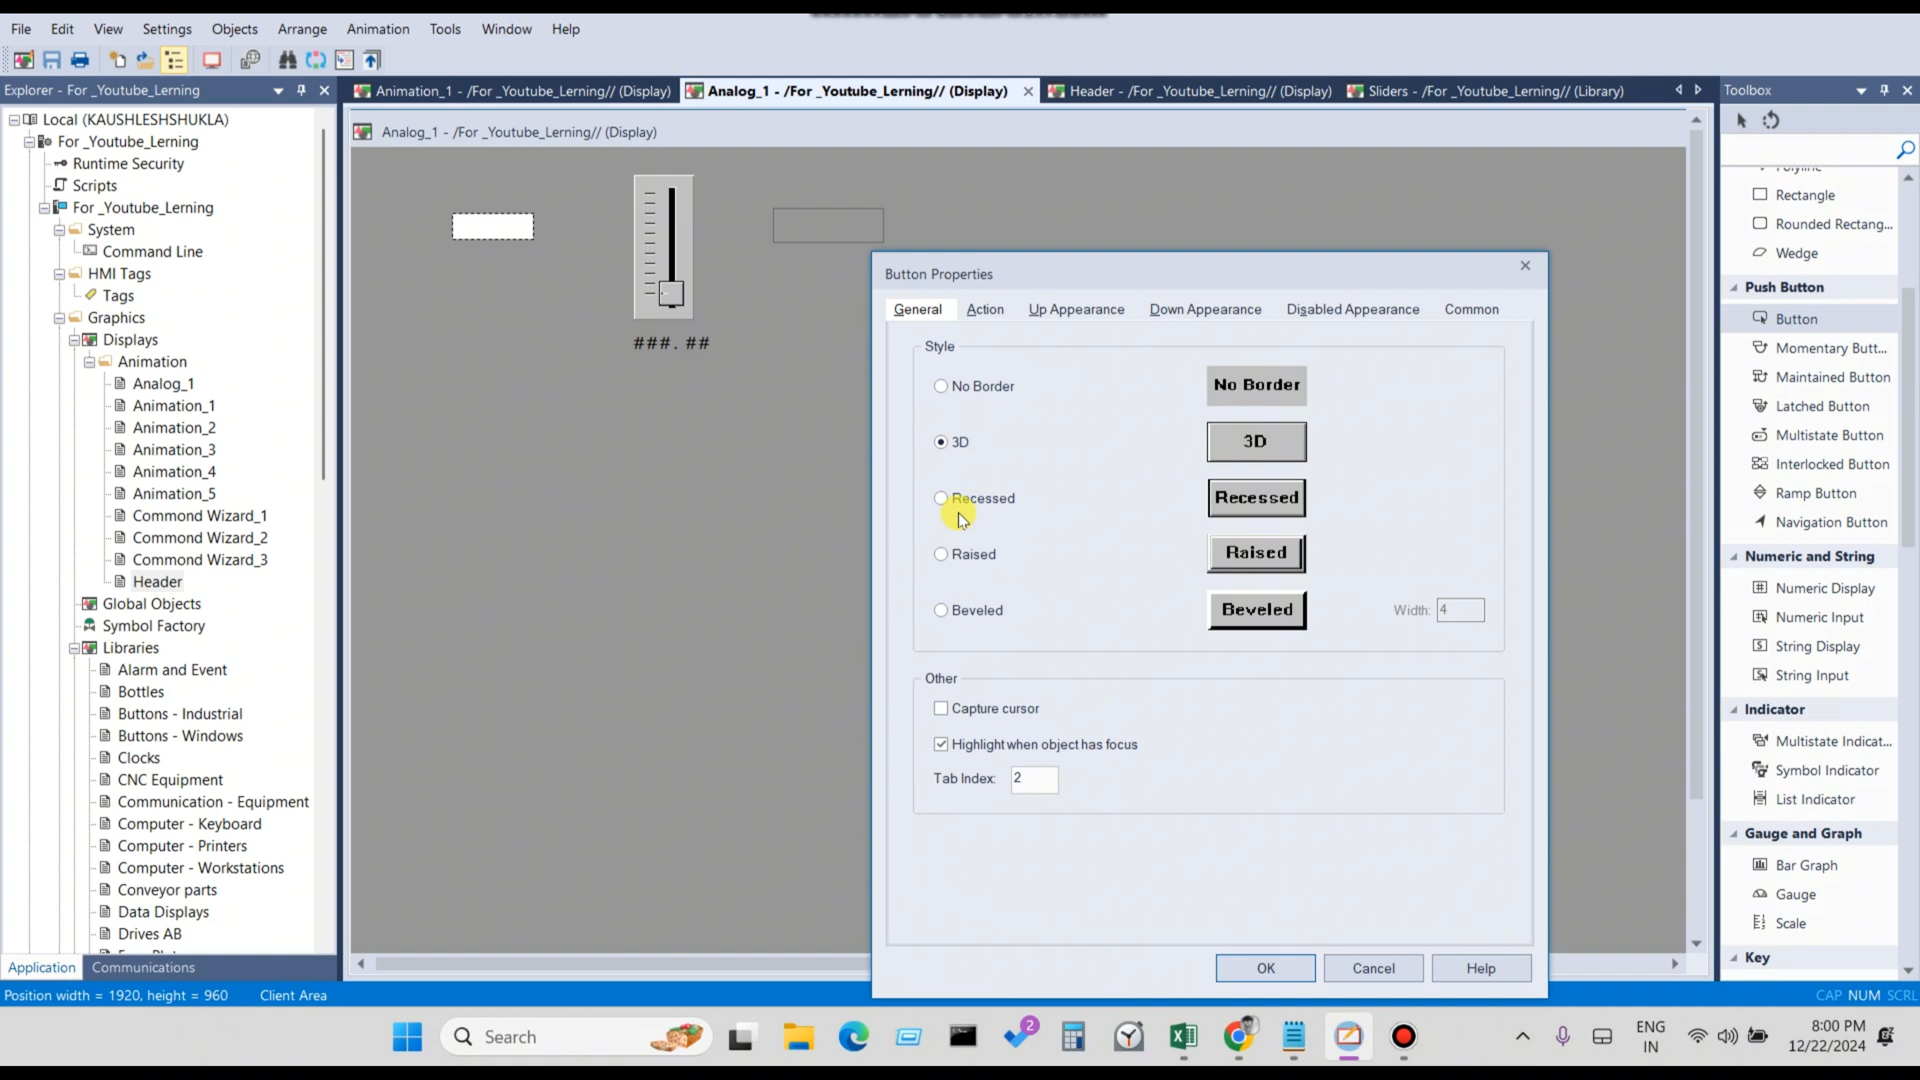 File Edit View Settings Objects Arrange Animation Tools Window Help
Explorer - For _Youtube_Lerning
Local (KAUSHLESHSHUKLA)
For _Youtube_Lerning
Runtime Security
Scripts
For _Youtube_Lerning
System
Command Line
HMI Tags
Tags
Graphics
Displays
Animation
Analog_1
Animation_1
Animation_2
Animation_3
Animation_4
Animation_5
Commond Wizard_1
Commond Wizard_2
Commond Wizard_3
Header
Global Objects
Symbol Factory
Libraries
Alarm and Event
Bottles
Buttons - Industrial
Buttons - Windows
Clocks
CNC Equipment
Communication - Equipment
Computer - Keyboard
Computer - Printers
Computer - Workstations
Conveyor parts
Data Displays
Drives AB
Application Communications
Animation_1 - /For _Youtube_Lerning// (Display) Analog_1 - /For _Youtube_Lerning// (Display) Header - /For _Youtube_Lerning// (Display) Sliders - /For _Youtube_Lerning// (Library)
Analog_1 - /For _Youtube_Lerning// (Display)
###.##
Button Properties
General Action Up Appearance Down Appearance Disabled Appearance Common
Style
No Border No Border
3D 3D
Recessed Recessed
Raised Raised
Beveled Beveled Width: 4
Other
Capture cursor
Highlight when object has focus
Tab Index: 2
OK Cancel Help
Toolbox
Polyline
Rectangle
Rounded Rectang...
Wedge
Push Button
Button
Momentary Butt...
Maintained Button
Latched Button
Multistate Button
Interlocked Button
Ramp Button
Navigation Button
Numeric and String
Numeric Display
Numeric Input
String Display
String Input
Indicator
Multistate Indicat...
Symbol Indicator
List Indicator
Gauge and Graph
Bar Graph
Gauge
Scale
Key
Position width = 1920, height = 960 Client Area CAP NUM SCRL
Search 2 ENG IN 8:00 PM 12/22/2024